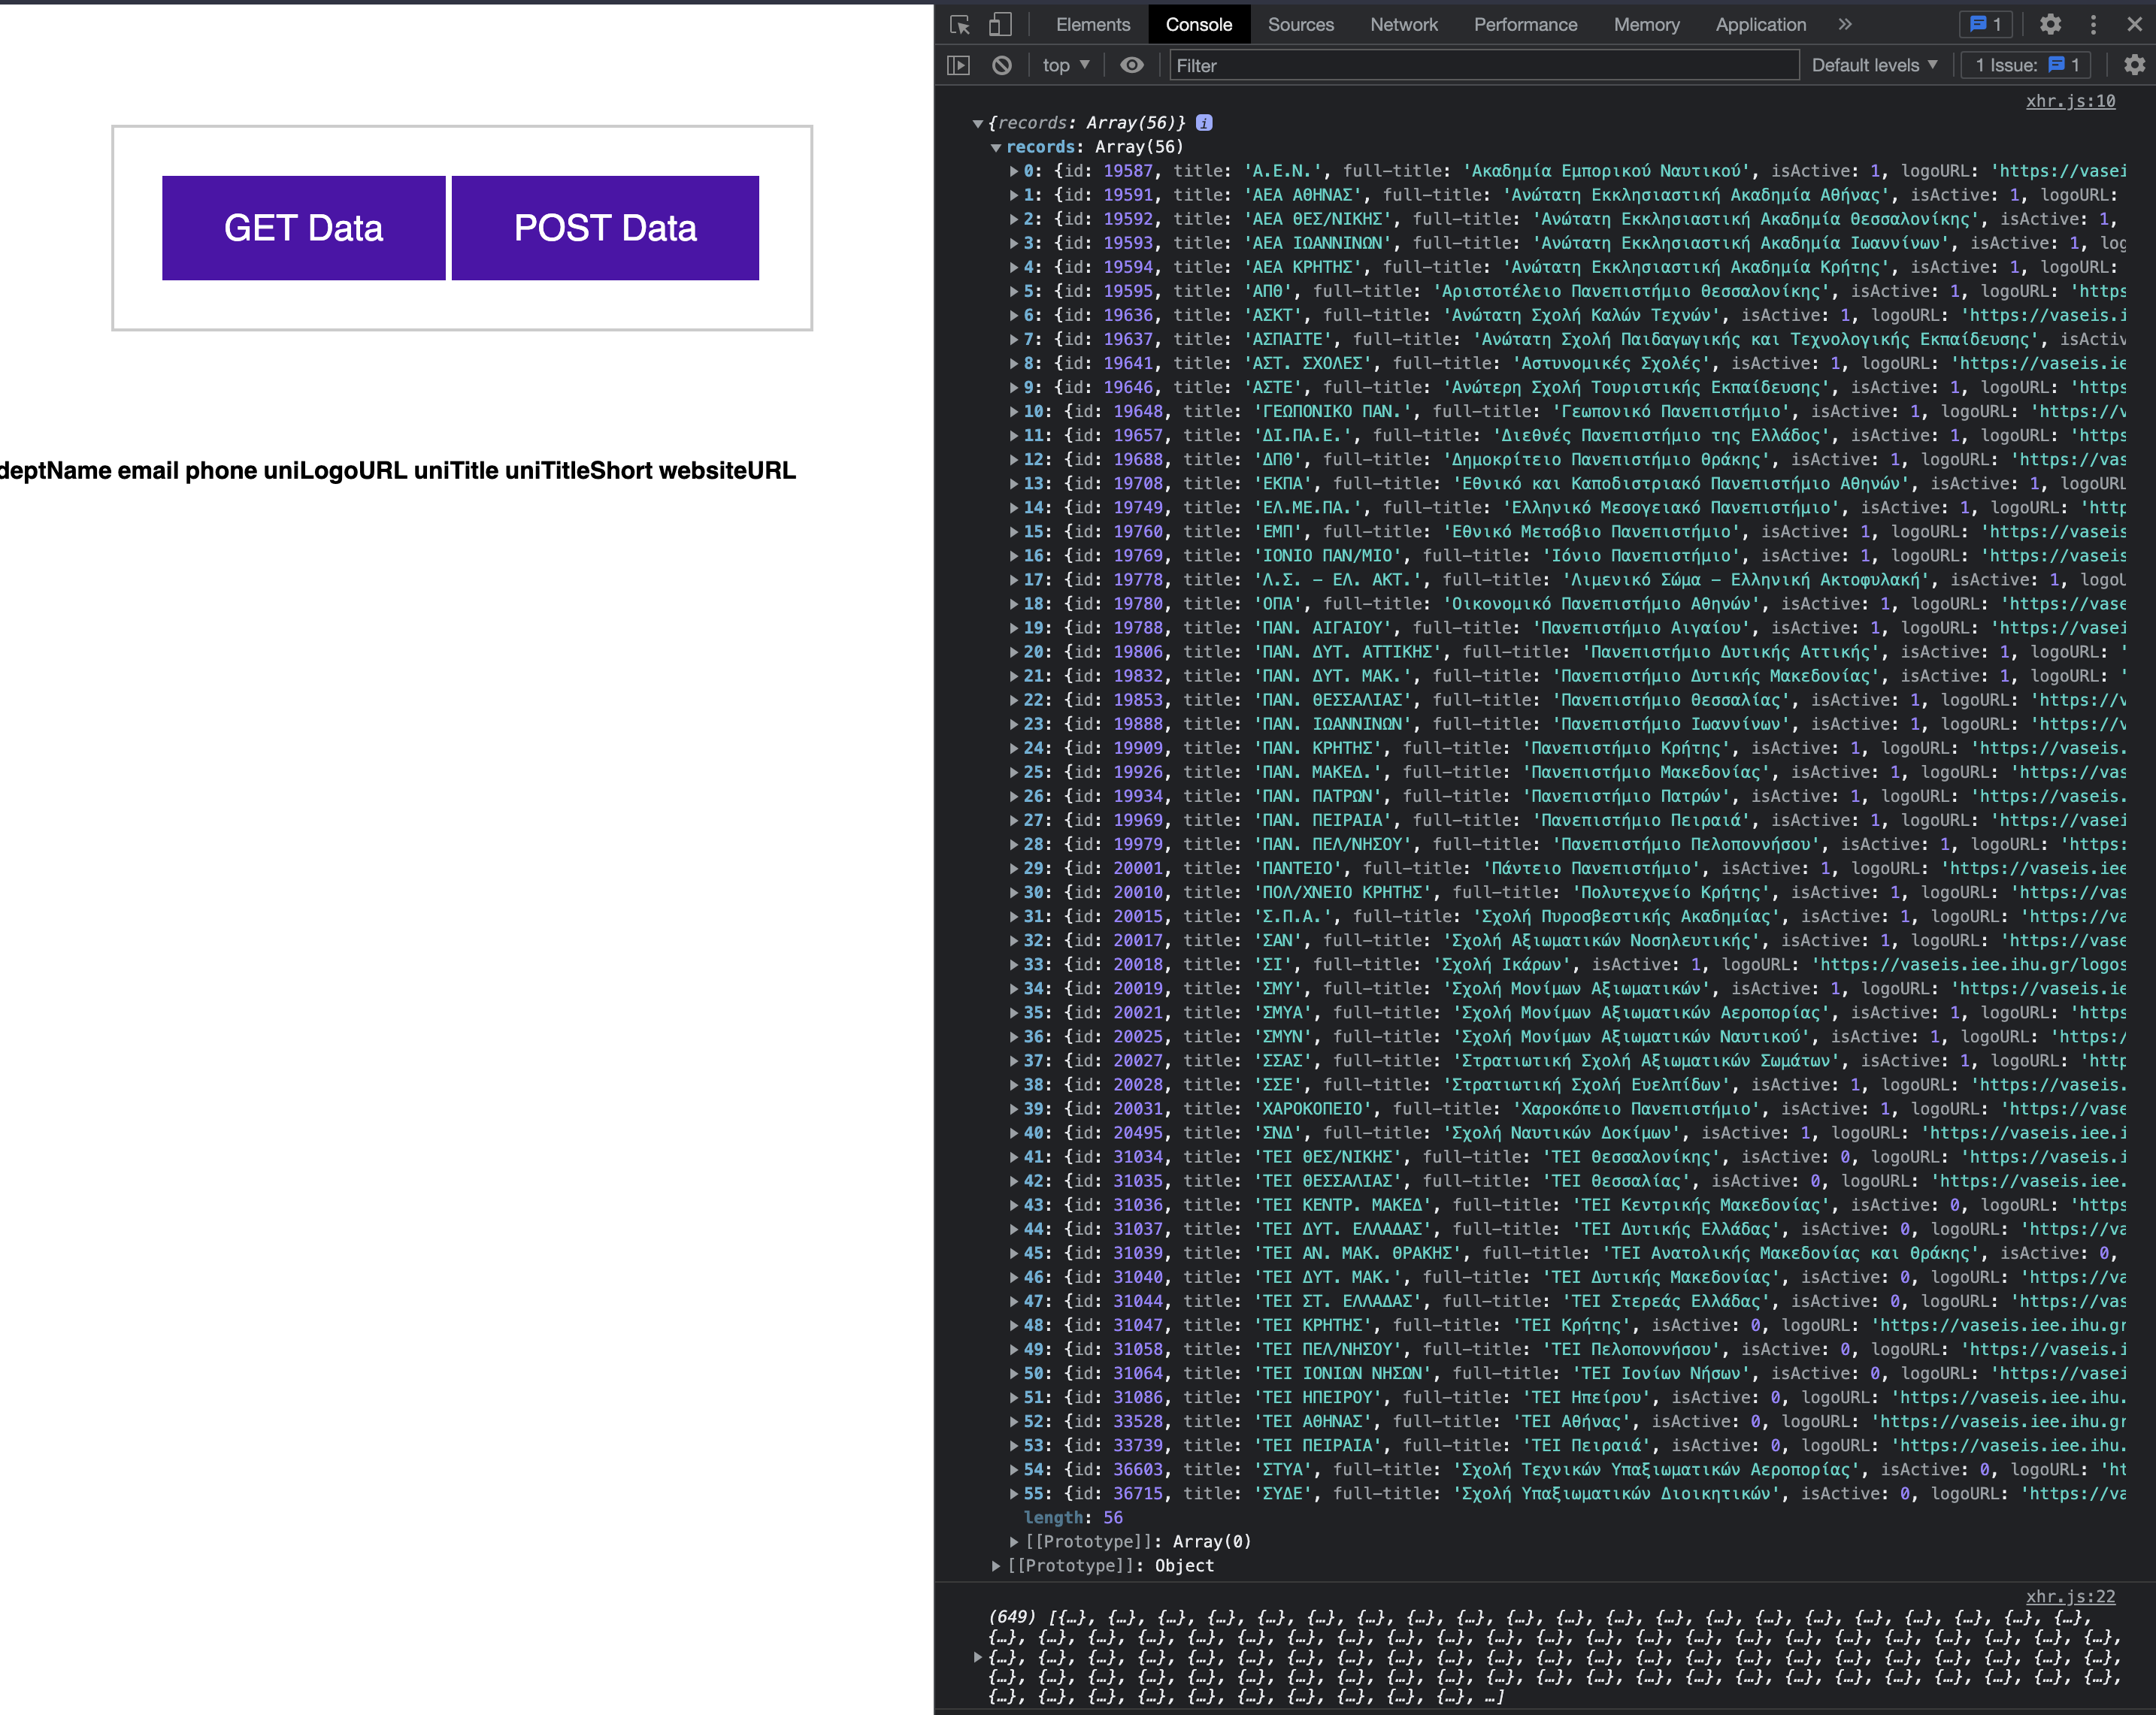 GET Data
POST Data
deptName email phone uniLogoURL uniTitle uniTitleShort websiteURL
Elements Console Sources Network Performance Memory Application 1
top Filter Default levels 1 Issue: 1
xhr.js:10
{records: Array(56)}
records: Array(56)
0: {id: 19587, title: 'Α.Ε.Ν.', full-title: 'Ακαδημία Εμπορικού Ναυτικού', isActive: 1, logoURL: 'https://vasei
1: {id: 19591, title: 'ΑΕΑ ΑΘΗΝΑΣ', full-title: 'Ανώτατη Εκκλησιαστική Ακαδημία Αθήνας', isActive: 1, logoURL:
2: {id: 19592, title: 'ΑΕΑ ΘΕΣ/ΝΙΚΗΣ', full-title: 'Ανώτατη Εκκλησιαστική Ακαδημία Θεσσαλονίκης', isActive: 1,
3: {id: 19593, title: 'ΑΕΑ ΙΩΑΝΝΙΝΩΝ', full-title: 'Ανώτατη Εκκλησιαστική Ακαδημία Ιωαννίνων', isActive: 1, log
4: {id: 19594, title: 'ΑΕΑ ΚΡΗΤΗΣ', full-title: 'Ανώτατη Εκκλησιαστική Ακαδημία Κρήτης', isActive: 1, logoURL:
5: {id: 19595, title: 'ΑΠΘ', full-title: 'Αριστοτέλειο Πανεπιστήμιο Θεσσαλονίκης', isActive: 1, logoURL: 'https
6: {id: 19636, title: 'ΑΣΚΤ', full-title: 'Ανώτατη Σχολή Καλών Τεχνών', isActive: 1, logoURL: 'https://vaseis.i
7: {id: 19637, title: 'ΑΣΠΑΙΤΕ', full-title: 'Ανώτατη Σχολή Παιδαγωγικής και Τεχνολογικής Εκπαίδευσης', isActiv
8: {id: 19641, title: 'ΑΣΤ. ΣΧΟΛΕΣ', full-title: 'Αστυνομικές Σχολές', isActive: 1, logoURL: 'https://vaseis.ie
9: {id: 19646, title: 'ΑΣΤΕ', full-title: 'Ανώτερη Σχολή Τουριστικής Εκπαίδευσης', isActive: 1, logoURL: 'https
10: {id: 19648, title: 'ΓΕΩΠΟΝΙΚΟ ΠΑΝ.', full-title: 'Γεωπονικό Πανεπιστήμιο', isActive: 1, logoURL: 'https://v
11: {id: 19657, title: 'ΔΙ.ΠΑ.Ε.', full-title: 'Διεθνές Πανεπιστήμιο της Ελλάδος', isActive: 1, logoURL: 'https
12: {id: 19688, title: 'ΔΠΘ', full-title: 'Δημοκρίτειο Πανεπιστήμιο Θράκης', isActive: 1, logoURL: 'https://vas
13: {id: 19708, title: 'ΕΚΠΑ', full-title: 'Εθνικό και Καποδιστριακό Πανεπιστήμιο Αθηνών', isActive: 1, logoURL
14: {id: 19749, title: 'ΕΛ.ΜΕ.ΠΑ.', full-title: 'Ελληνικό Μεσογειακό Πανεπιστήμιο', isActive: 1, logoURL: 'http
15: {id: 19760, title: 'ΕΜΠ', full-title: 'Εθνικό Μετσόβιο Πανεπιστήμιο', isActive: 1, logoURL: 'https://vaseis
16: {id: 19769, title: 'ΙΟΝΙΟ ΠΑΝ/ΜΙΟ', full-title: 'Ιόνιο Πανεπιστήμιο', isActive: 1, logoURL: 'https://vaseis
17: {id: 19778, title: 'Λ.Σ. – ΕΛ. ΑΚΤ.', full-title: 'Λιμενικό Σώμα – Ελληνική Ακτοφυλακή', isActive: 1, logoU
18: {id: 19780, title: 'ΟΠΑ', full-title: 'Οικονομικό Πανεπιστήμιο Αθηνών', isActive: 1, logoURL: 'https://vase
19: {id: 19788, title: 'ΠΑΝ. ΑΙΓΑΙΟΥ', full-title: 'Πανεπιστήμιο Αιγαίου', isActive: 1, logoURL: 'https://vasei
20: {id: 19806, title: 'ΠΑΝ. ΔΥΤ. ΑΤΤΙΚΗΣ', full-title: 'Πανεπιστήμιο Δυτικής Αττικής', isActive: 1, logoURL: '
21: {id: 19832, title: 'ΠΑΝ. ΔΥΤ. ΜΑΚ.', full-title: 'Πανεπιστήμιο Δυτικής Μακεδονίας', isActive: 1, logoURL: '
22: {id: 19853, title: 'ΠΑΝ. ΘΕΣΣΑΛΙΑΣ', full-title: 'Πανεπιστήμιο Θεσσαλίας', isActive: 1, logoURL: 'https://v
23: {id: 19888, title: 'ΠΑΝ. ΙΩΑΝΝΙΝΩΝ', full-title: 'Πανεπιστήμιο Ιωαννίνων', isActive: 1, logoURL: 'https://v
24: {id: 19909, title: 'ΠΑΝ. ΚΡΗΤΗΣ', full-title: 'Πανεπιστήμιο Κρήτης', isActive: 1, logoURL: 'https://vaseis.
25: {id: 19926, title: 'ΠΑΝ. ΜΑΚΕΔ.', full-title: 'Πανεπιστήμιο Μακεδονίας', isActive: 1, logoURL: 'https://vas
26: {id: 19934, title: 'ΠΑΝ. ΠΑΤΡΩΝ', full-title: 'Πανεπιστήμιο Πατρών', isActive: 1, logoURL: 'https://vaseis.
27: {id: 19969, title: 'ΠΑΝ. ΠΕΙΡΑΙΑ', full-title: 'Πανεπιστήμιο Πειραιά', isActive: 1, logoURL: 'https://vasei
28: {id: 19979, title: 'ΠΑΝ. ΠΕΛ/ΝΗΣΟΥ', full-title: 'Πανεπιστήμιο Πελοποννήσου', isActive: 1, logoURL: 'https:
29: {id: 20001, title: 'ΠΑΝΤΕΙΟ', full-title: 'Πάντειο Πανεπιστήμιο', isActive: 1, logoURL: 'https://vaseis.iee
30: {id: 20010, title: 'ΠΟΛ/ΧΝΕΙΟ ΚΡΗΤΗΣ', full-title: 'Πολυτεχνείο Κρήτης', isActive: 1, logoURL: 'https://vas
31: {id: 20015, title: 'Σ.Π.Α.', full-title: 'Σχολή Πυροσβεστικής Ακαδημίας', isActive: 1, logoURL: 'https://va
32: {id: 20017, title: 'ΣΑΝ', full-title: 'Σχολή Αξιωματικών Νοσηλευτικής', isActive: 1, logoURL: 'https://vase
33: {id: 20018, title: 'ΣΙ', full-title: 'Σχολή Ικάρων', isActive: 1, logoURL: 'https://vaseis.iee.ihu.gr/logos
34: {id: 20019, title: 'ΣΜΥ', full-title: 'Σχολή Μονίμων Αξιωματικών', isActive: 1, logoURL: 'https://vaseis.ie
35: {id: 20021, title: 'ΣΜΥΑ', full-title: 'Σχολή Μονίμων Αξιωματικών Αεροπορίας', isActive: 1, logoURL: 'https
36: {id: 20025, title: 'ΣΜΥΝ', full-title: 'Σχολή Μονίμων Αξιωματικών Ναυτικού', isActive: 1, logoURL: 'https:/
37: {id: 20027, title: 'ΣΣΑΣ', full-title: 'Στρατιωτική Σχολή Αξιωματικών Σωμάτων', isActive: 1, logoURL: 'http
38: {id: 20028, title: 'ΣΣΕ', full-title: 'Στρατιωτική Σχολή Ευελπίδων', isActive: 1, logoURL: 'https://vaseis.
39: {id: 20031, title: 'ΧΑΡΟΚΟΠΕΙΟ', full-title: 'Χαροκόπειο Πανεπιστήμιο', isActive: 1, logoURL: 'https://vase
40: {id: 20495, title: 'ΣΝΔ', full-title: 'Σχολή Ναυτικών Δοκίμων', isActive: 1, logoURL: 'https://vaseis.iee.i
41: {id: 31034, title: 'ΤΕΙ ΘΕΣ/ΝΙΚΗΣ', full-title: 'ΤΕΙ Θεσσαλονίκης', isActive: 0, logoURL: 'https://vaseis.i
42: {id: 31035, title: 'ΤΕΙ ΘΕΣΣΑΛΙΑΣ', full-title: 'ΤΕΙ Θεσσαλίας', isActive: 0, logoURL: 'https://vaseis.iee.
43: {id: 31036, title: 'ΤΕΙ ΚΕΝΤΡ. ΜΑΚΕΔ', full-title: 'ΤΕΙ Κεντρικής Μακεδονίας', isActive: 0, logoURL: 'https
44: {id: 31037, title: 'ΤΕΙ ΔΥΤ. ΕΛΛΑΔΑΣ', full-title: 'ΤΕΙ Δυτικής Ελλάδας', isActive: 0, logoURL: 'https://va
45: {id: 31039, title: 'ΤΕΙ ΑΝ. ΜΑΚ. ΘΡΑΚΗΣ', full-title: 'ΤΕΙ Ανατολικής Μακεδονίας και Θράκης', isActive: 0,
46: {id: 31040, title: 'ΤΕΙ ΔΥΤ. ΜΑΚ.', full-title: 'ΤΕΙ Δυτικής Μακεδονίας', isActive: 0, logoURL: 'https://va
47: {id: 31044, title: 'ΤΕΙ ΣΤ. ΕΛΛΑΔΑΣ', full-title: 'ΤΕΙ Στερεάς Ελλάδας', isActive: 0, logoURL: 'https://vas
48: {id: 31047, title: 'ΤΕΙ ΚΡΗΤΗΣ', full-title: 'ΤΕΙ Κρήτης', isActive: 0, logoURL: 'https://vaseis.iee.ihu.gr
49: {id: 31058, title: 'ΤΕΙ ΠΕΛ/ΝΗΣΟΥ', full-title: 'ΤΕΙ Πελοποννήσου', isActive: 0, logoURL: 'https://vaseis.i
50: {id: 31064, title: 'ΤΕΙ ΙΟΝΙΩΝ ΝΗΣΩΝ', full-title: 'ΤΕΙ Ιονίων Νήσων', isActive: 0, logoURL: 'https://vasei
51: {id: 31086, title: 'ΤΕΙ ΗΠΕΙΡΟΥ', full-title: 'ΤΕΙ Ηπείρου', isActive: 0, logoURL: 'https://vaseis.iee.ihu.
52: {id: 33528, title: 'ΤΕΙ ΑΘΗΝΑΣ', full-title: 'ΤΕΙ Αθήνας', isActive: 0, logoURL: 'https://vaseis.iee.ihu.gr
53: {id: 33739, title: 'ΤΕΙ ΠΕΙΡΑΙΑ', full-title: 'ΤΕΙ Πειραιά', isActive: 0, logoURL: 'https://vaseis.iee.ihu.
54: {id: 36603, title: 'ΣΤΥΑ', full-title: 'Σχολή Τεχνικών Υπαξιωματικών Αεροπορίας', isActive: 0, logoURL: 'ht
55: {id: 36715, title: 'ΣΥΔΕ', full-title: 'Σχολή Υπαξιωματικών Διοικητικών', isActive: 0, logoURL: 'https://va
length: 56
[[Prototype]]: Array(0)
[[Prototype]]: Object
xhr.js:22
(649) [{…}, {…}, {…}, {…}, {…}, {…}, {…}, {…}, {…}, {…}, {…}, {…}, {…}, {…}, {…}, {…}, {…}, {…}, {…}, {…}, {…},
{…}, {…}, {…}, {…}, {…}, {…}, {…}, {…}, {…}, {…}, {…}, {…}, {…}, {…}, {…}, {…}, {…}, {…}, {…}, {…}, {…}, {…}, {…},
{…}, {…}, {…}, {…}, {…}, {…}, {…}, {…}, {…}, {…}, {…}, {…}, {…}, {…}, {…}, {…}, {…}, {…}, {…}, {…}, {…}, {…}, {…},
{…}, {…}, {…}, {…}, {…}, {…}, {…}, {…}, {…}, {…}, {…}, {…}, {…}, {…}, {…}, {…}, {…}, {…}, {…}, {…}, {…}, {…}, {…},
{…}, {…}, {…}, {…}, {…}, {…}, {…}, {…}, {…}, {…}, …]